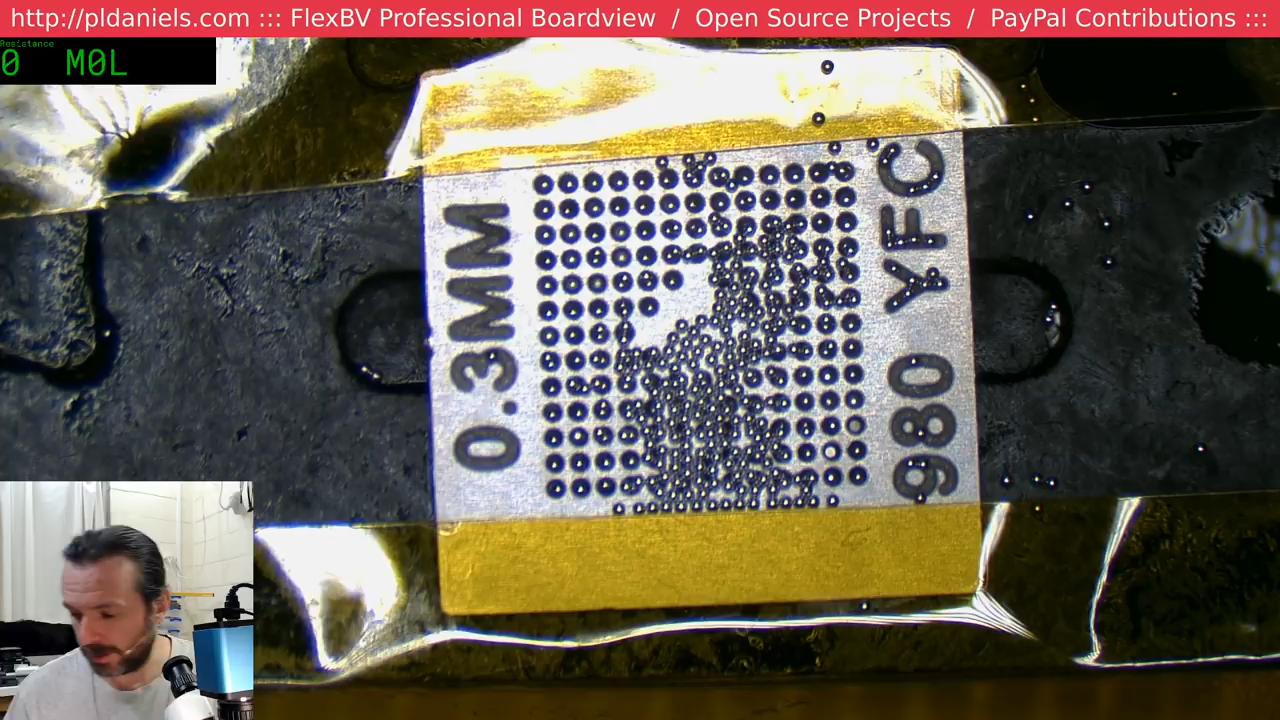 http://pldaniels.com ::: FlexBV Professional Boardview / Open Source Projects / PayPal Contributions :::
Resistance
0 M0L
0.3MM
980 YFC